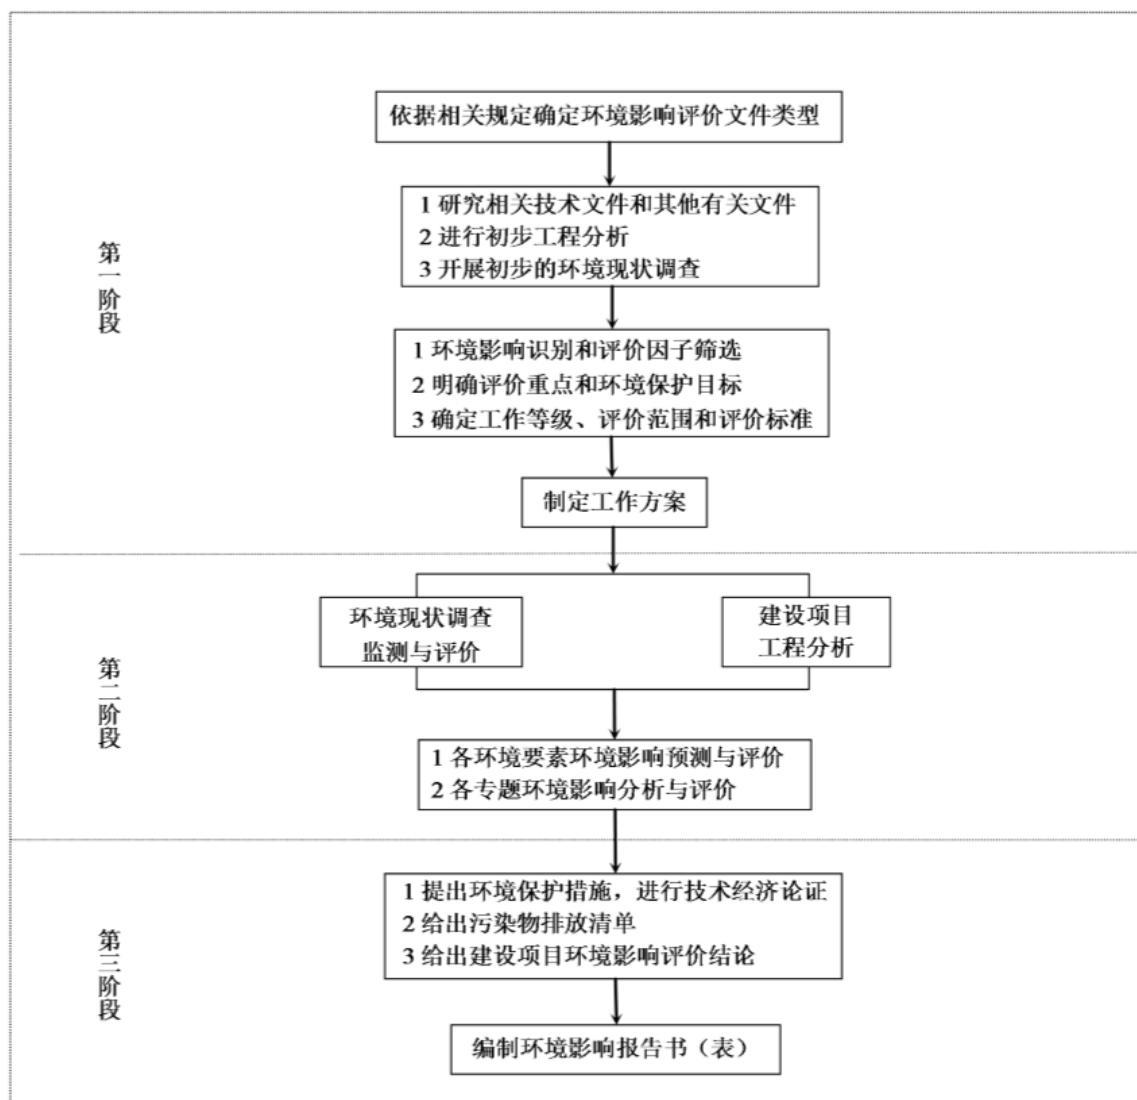 依据相关规定确定环境影响评价文件类型
1 研究相关技术文件和其他有关文件
2 进行初步工程分析
3 开展初步的环境现状调查
第一阶段
1 环境影响识别和评价因子筛选
2 明确评价重点和环境保护目标
3 确定工作等级、评价范围和评价标准
制定工作方案
环境现状调查
监测与评价
建设项目
工程分析
第二阶段
1 各环境要素环境影响预测与评价
2 各专题环境影响分析与评价
1 提出环境保护措施，进行技术经济论证
2 给出污染物排放清单
3 给出建设项目环境影响评价结论
第三阶段
编制环境影响报告书（表）